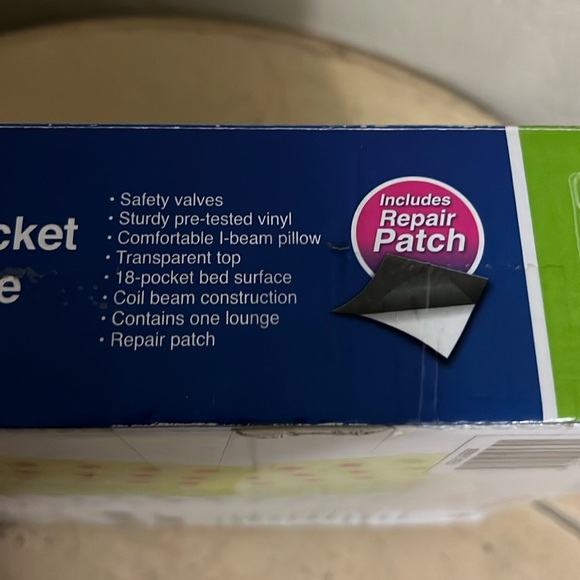 cket
e
• Safety valves
• Sturdy pre-tested vinyl
• Comfortable I-beam pillow
• Transparent top
• 18-pocket bed surface
• Coil beam construction
• Contains one lounge
• Repair patch
Includes
Repair
Patch